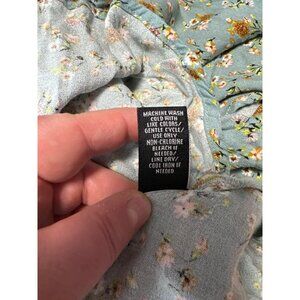 MACHINE WASH
COLD WITH
LIKE COLORS/
GENTLE CYCLE/
USE ONLY
NON-CHLORINE
BLEACH IF
NEEDED/
LINE DRY/
COOL IRON IF
NEEDED